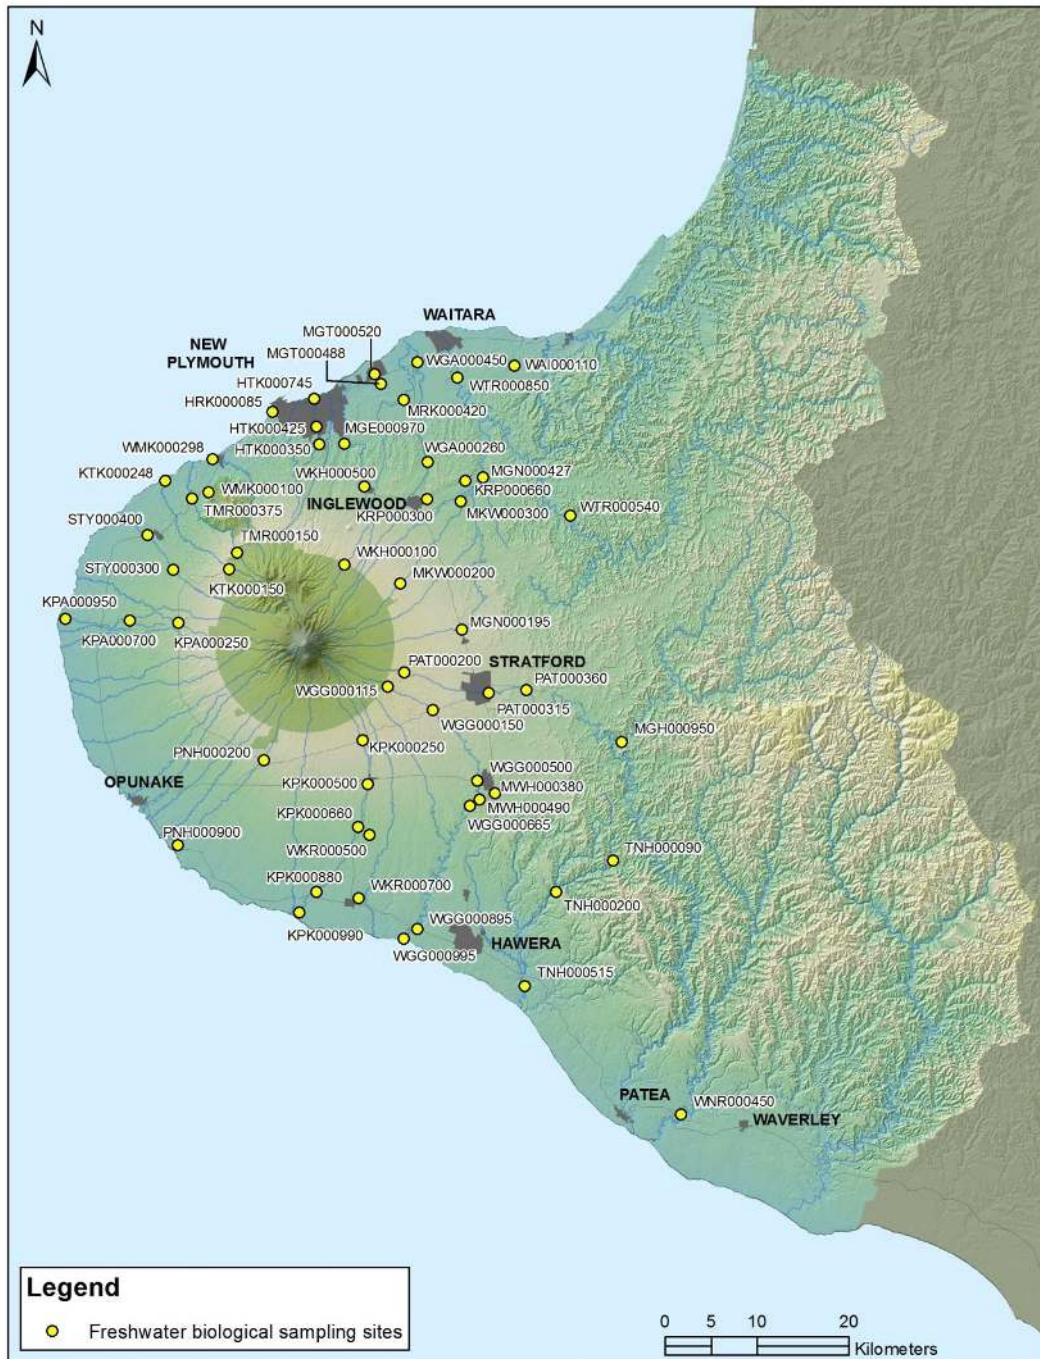 N
WAITARA
MGT000520
NEW
PLYMOUTH
MGT000488
WGA000450
WAI000110
HTK000745
WTR000850
HRK000085
MRK000420
HTK000425
MGE000970
WMK000298
HTK000350
WGA000260
KTK000248
WKH000500
MGN000427
WMK000100
INGLEWOOD
KRP000660
TMR000375
KRP000300
MKW000300
WTR000540
STY000400
TMR000150
WKH000100
STY000300
KTK000150
MKW000200
KPA000950
KPA000700
KPA000250
MGN000195
PAT000200
STRATFORD
WGG000115
PAT000360
PAT000315
WGG000150
KPK000250
MGH000950
PNH000200
OPUNAKE
KPK000500
WGG000500
MWH000380
MWH000490
KPK000660
WGG000665
PNH000900
WKR000500
TNH000090
KPK000880
WKR000700
TNH000200
KPK000990
WGG000895
HAWERA
WGG000995
TNH000515
PATEA
WNR000450
WAVERLEY
Legend
Freshwater biological sampling sites
0 5 10 20
Kilometers